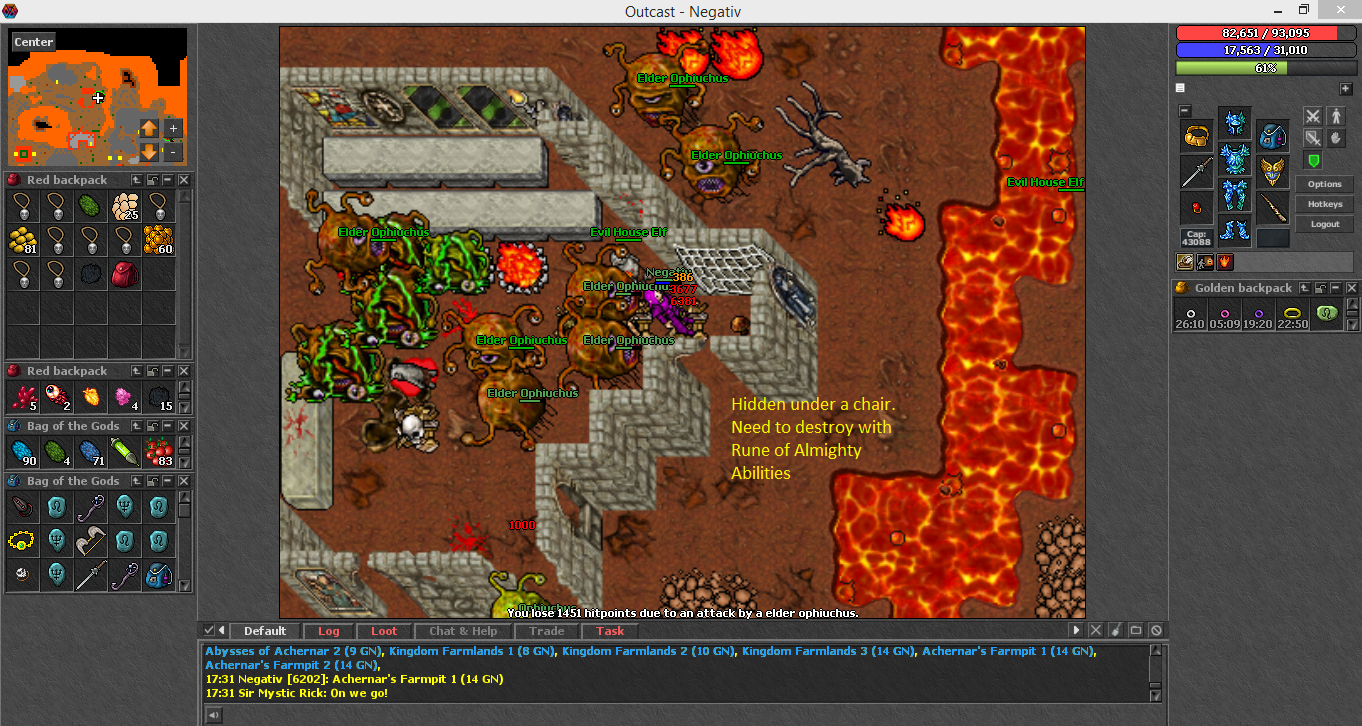 Outcast - Negativ
Center
82,651 / 93,095
17,563 / 31,010
61%
+
-
Elder Ophiuchus
Elder Ophiuchus
Evil House Elf
Elder Ophiuchus
Evil House Elf
Negativ
386
Elder Ophiuchus
6981
Elder Ophiuchus
Elder Ophiuchus
Elder Ophiuchus
Hidden under a chair.
Need to destroy with
Rune of Almighty
Abilities
1000
Ophiuchus
You lose 1451 hitpoints due to an attack by a elder ophiuchus.
Red backpack
25
81
60
Red backpack
5
2
4
15
Bag of the Gods
90
4
71
83
Bag of the Gods
Options
Hotkeys
Logout
Cap:
43088
Golden backpack
26:10
05:09
19:20
22:50
Default
Log
Loot
Chat & Help
Trade
Task
Abysses of Achernar 2 (9 GN), Kingdom Farmlands 1 (8 GN), Kingdom Farmlands 2 (10 GN), Kingdom Farmlands 3 (14 GN), Achernar's Farmpit 1 (14 GN),
Achernar's Farmpit 2 (14 GN),
17:31 Negativ [6202]: Achernar's Farmpit 1 (14 GN)
17:31 Sir Mystic Rick: On we go!